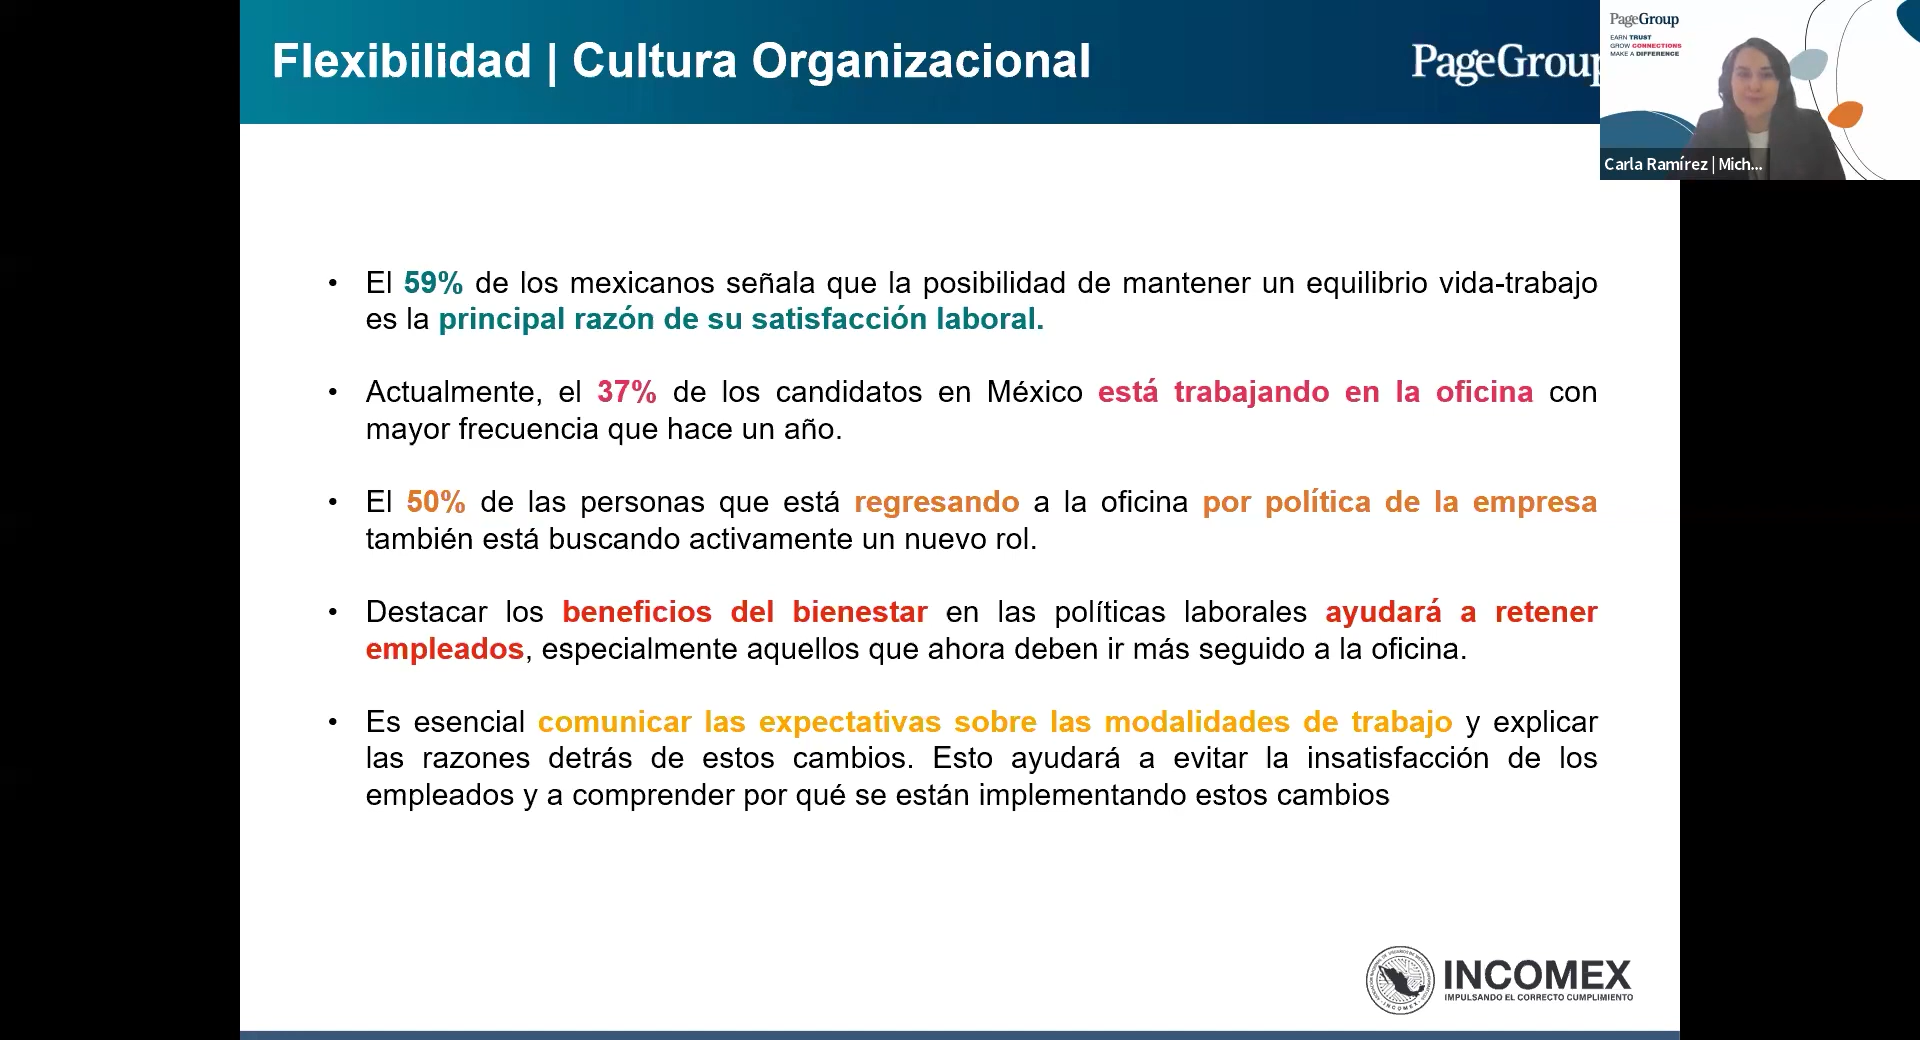 Flexibilidad | Cultura Organizacional
PageGroup
PageGroup
EARN TRUST
GROW CONNECTIONS
MAKE A DIFFERENCE
Carla Ramírez | Mich...
• El 59% de los mexicanos señala que la posibilidad de mantener un equilibrio vida-trabajo
es la principal razón de su satisfacción laboral.
• Actualmente, el 37% de los candidatos en México está trabajando en la oficina con
mayor frecuencia que hace un año.
• El 50% de las personas que está regresando a la oficina por política de la empresa
también está buscando activamente un nuevo rol.
• Destacar los beneficios del bienestar en las políticas laborales ayudará a retener
empleados, especialmente aquellos que ahora deben ir más seguido a la oficina.
• Es esencial comunicar las expectativas sobre las modalidades de trabajo y explicar
las razones detrás de estos cambios. Esto ayudará a evitar la insatisfacción de los
empleados y a comprender por qué se están implementando estos cambios
INCOMEX
IMPULSANDO EL CORRECTO CUMPLIMIENTO